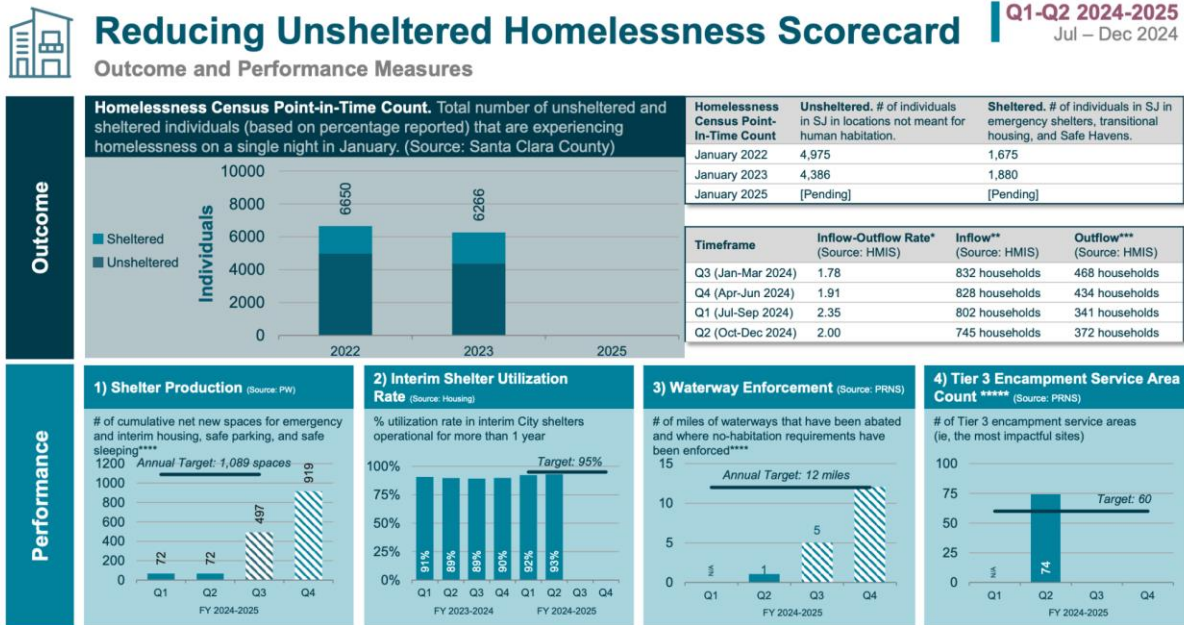 Reducing Unsheltered Homelessness Scorecard
Q1-Q2 2024-2025
Jul – Dec 2024
Outcome and Performance Measures
Outcome
Homelessness Census Point-in-Time Count. Total number of unsheltered and
sheltered individuals (based on percentage reported) that are experiencing
homelessness on a single night in January. (Source: Santa Clara County)
Individuals
10000
8000
6000
4000
2000
0
6650
6266
Sheltered
Unsheltered
2022 2023 2025
Homelessness Unsheltered. # of individuals Sheltered. # of individuals in SJ in
Census Point- in SJ in locations not meant for emergency shelters, transitional
In-Time Count human habitation. housing, and Safe Havens.
January 2022 4,975 1,675
January 2023 4,386 1,880
January 2025 [Pending] [Pending]
Timeframe Inflow-Outflow Rate* Inflow** Outflow***
(Source: HMIS) (Source: HMIS) (Source: HMIS)
Q3 (Jan-Mar 2024) 1.78 832 households 468 households
Q4 (Apr-Jun 2024) 1.91 828 households 434 households
Q1 (Jul-Sep 2024) 2.35 802 households 341 households
Q2 (Oct-Dec 2024) 2.00 745 households 372 households
Performance
1) Shelter Production (Source: PW)
# of cumulative net new spaces for emergency
and interim housing, safe parking, and safe
sleeping****
Annual Target: 1,089 spaces
1200
1000
800
600
400
200
0
72
72
497
919
Q1 Q2 Q3 Q4
FY 2024-2025
2) Interim Shelter Utilization
Rate (Source: Housing)
% utilization rate in interim City shelters
operational for more than 1 year
Target: 95%
100%
75%
50%
25%
0%
91%
89%
89%
90%
92%
93%
Q1 Q2 Q3 Q4 Q1 Q2 Q3 Q4
FY 2023-2024 FY 2024-2025
3) Waterway Enforcement (Source: PRNS)
# of miles of waterways that have been abated
and where no-habitation requirements have
been enforced****
Annual Target: 12 miles
15
10
5
0
N/A
1
5
Q1 Q2 Q3 Q4
FY 2024-2025
4) Tier 3 Encampment Service Area
Count ***** (Source: PRNS)
# of Tier 3 encampment service areas
(ie, the most impactful sites)
Target: 60
100
75
50
25
0
N/A
74
Q1 Q2 Q3 Q4
FY 2024-2025